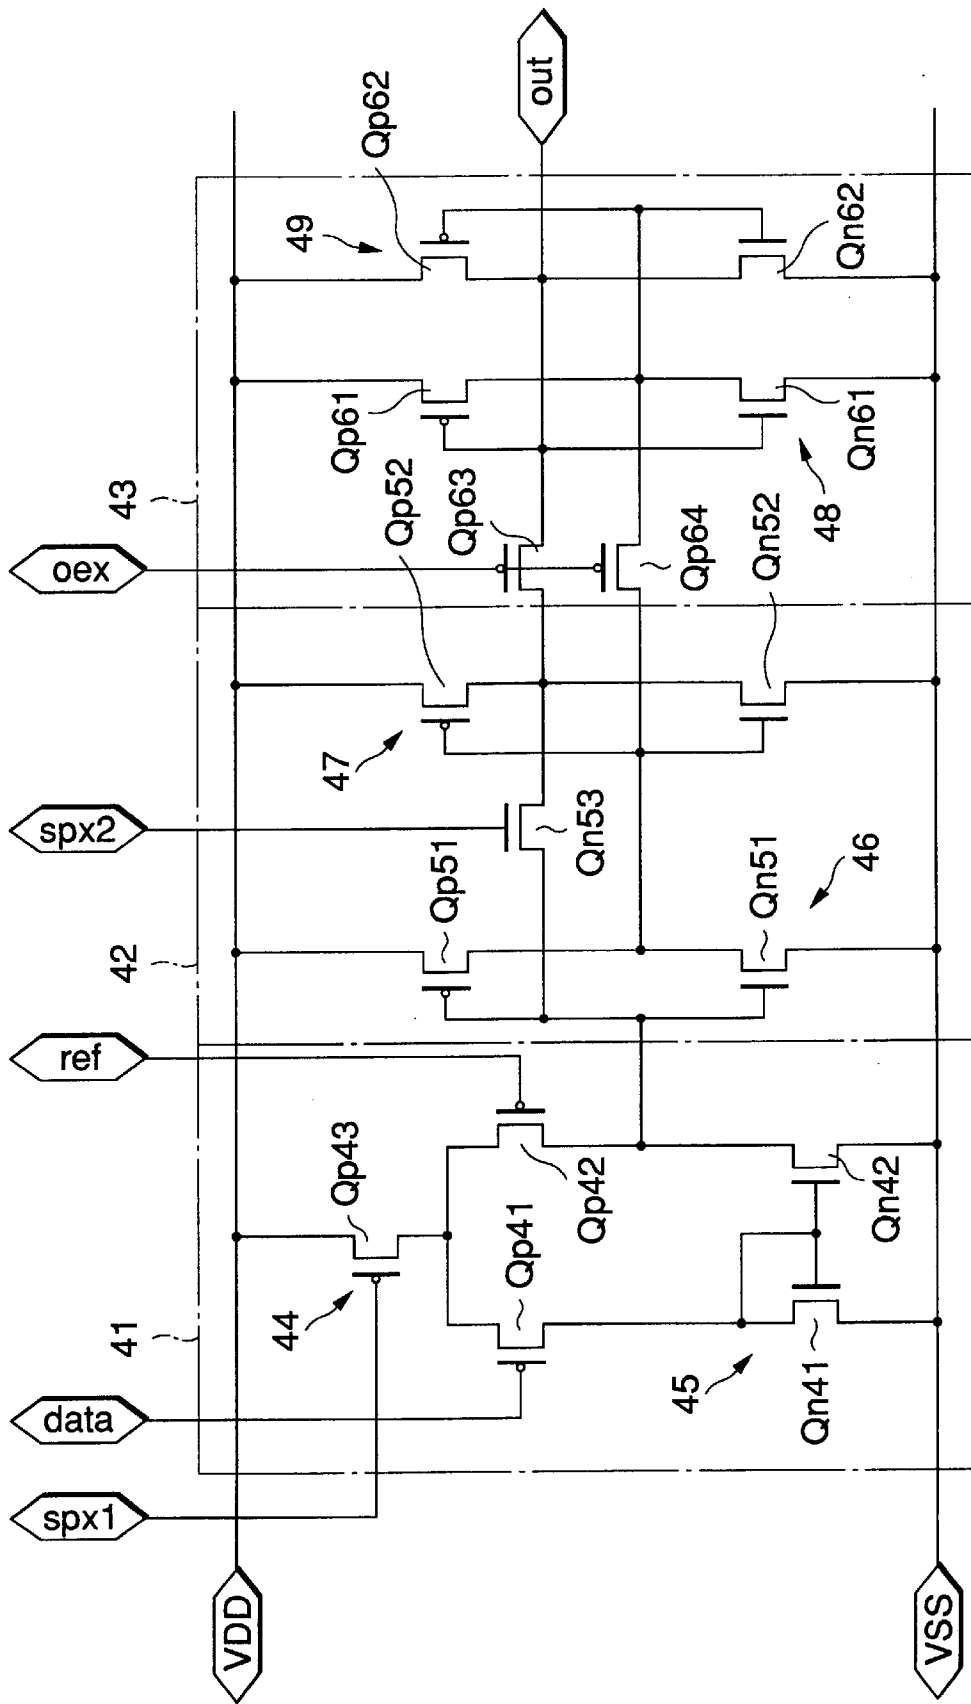 VDD
VSS
spx1
data
ref
spx2
oex
out
41
42
43
44
45
46
47
48
49
Qp43
Qp41
Qp42
Qn41
Qn42
Qp51
Qn51
Qn53
Qp52
Qn52
Qp63
Qp64
Qp61
Qn61
Qp62
Qn62